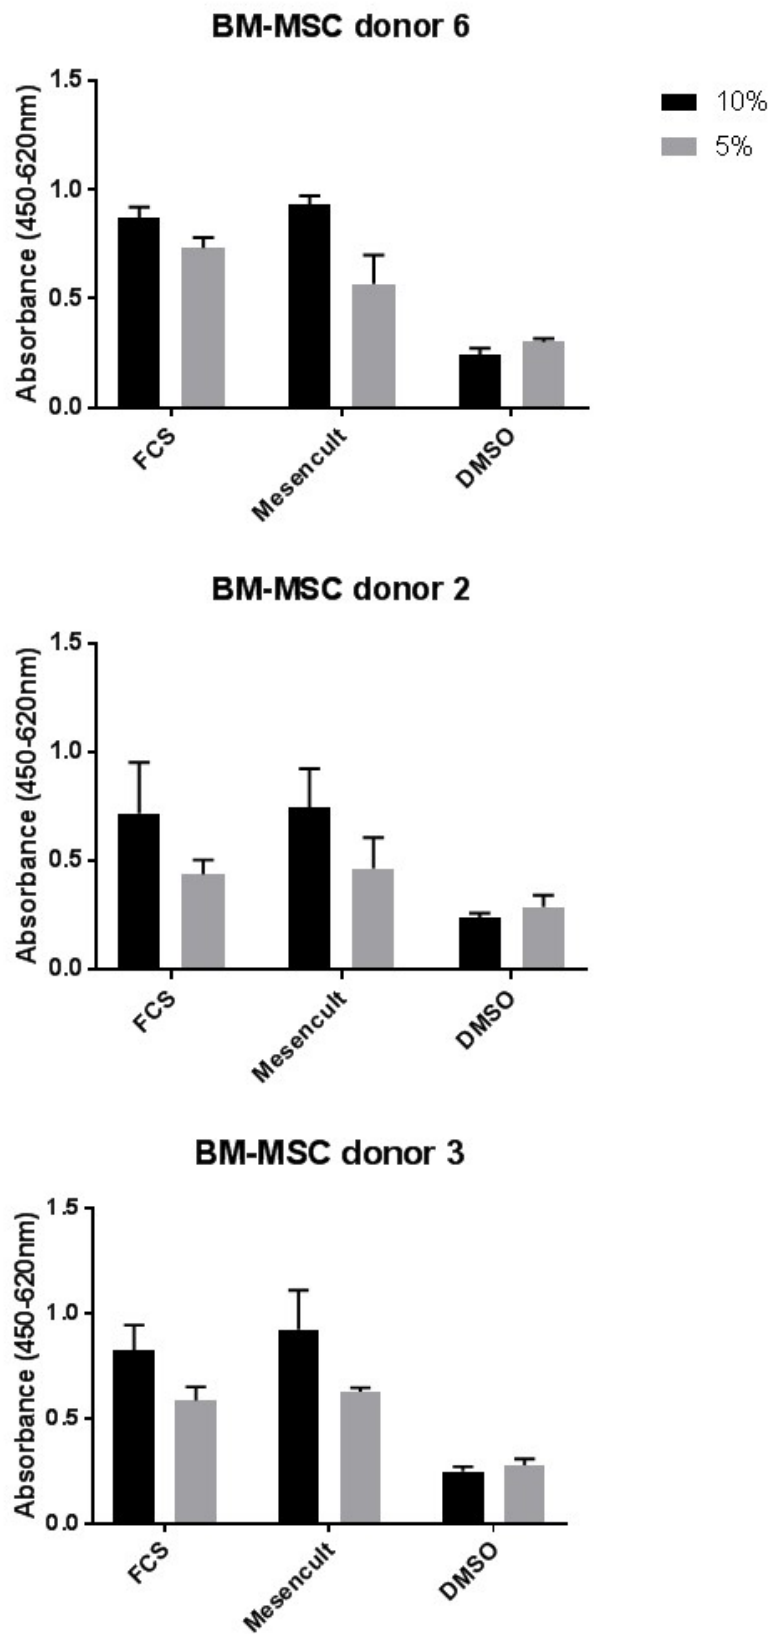 BM-MSC donor 6
Absorbance (450-620nm)
1.5
1.0
0.5
0.0
FCS
Mesencult
DMSO
10%
5%
BM-MSC donor 2
Absorbance (450-620nm)
1.5
1.0
0.5
0.0
FCS
Mesencult
DMSO
BM-MSC donor 3
Absorbance (450-620nm)
1.5
1.0
0.5
0.0
FCS
Mesencult
DMSO